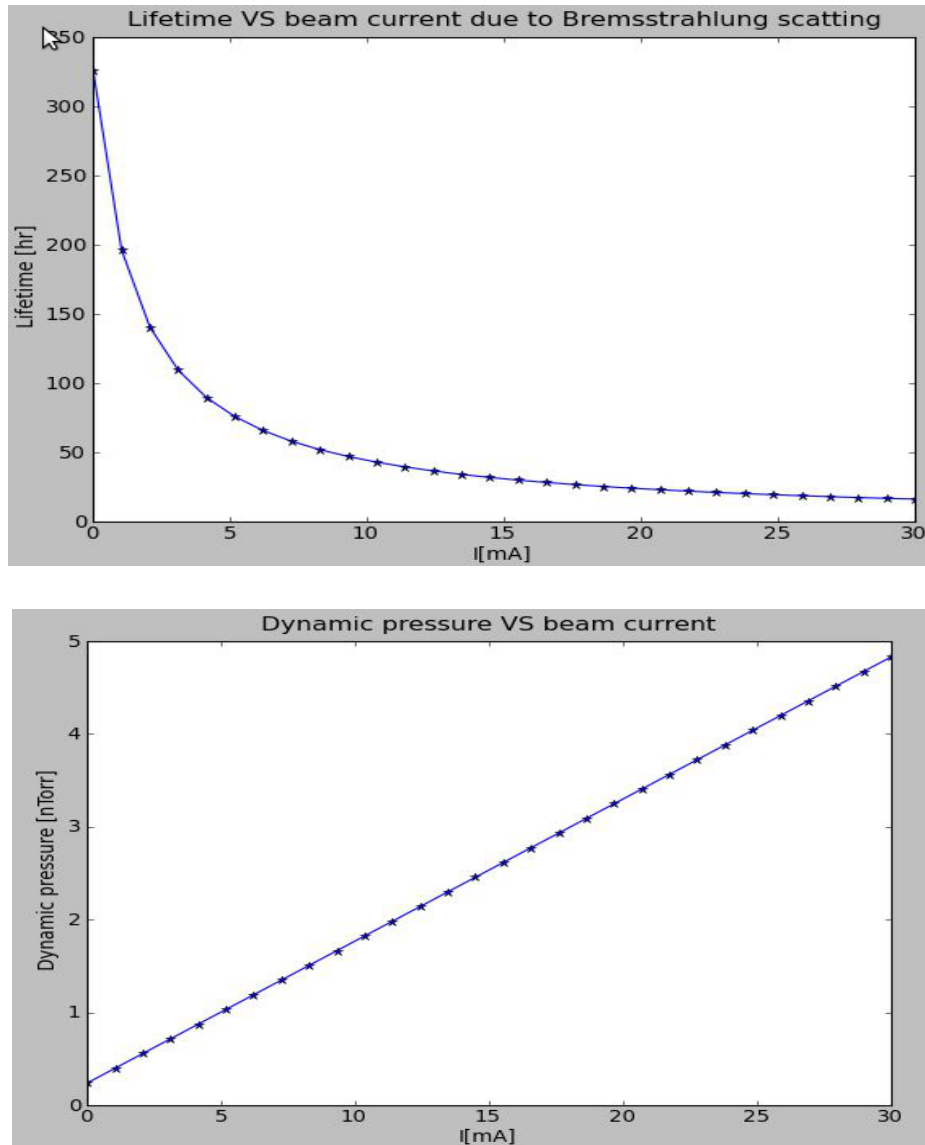 Lifetime VS beam current due to Bremsstrahlung scatting
350
300
250
200
150
100
50
0
Lifetime [hr]
0 5 10 15 20 25 30
I[mA]
Dynamic pressure VS beam current
5
4
3
2
1
0
Dynamic pressure [nTorr]
0 5 10 15 20 25 30
I[mA]